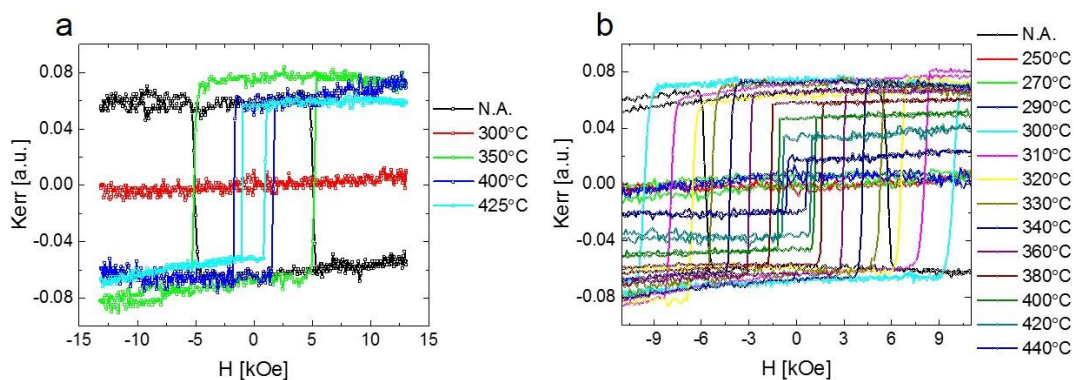 a
Kerr [a.u.]
0.08
0.04
0.00
-0.04
-0.08
-15 -10 -5 0 5 10 15
H [kOe]
N.A.
300°C
350°C
400°C
425°C
b
Kerr [a.u.]
0.08
0.04
0.00
-0.04
-0.08
-9 -6 -3 0 3 6 9
H [kOe]
N.A.
250°C
270°C
290°C
300°C
310°C
320°C
330°C
340°C
360°C
380°C
400°C
420°C
440°C